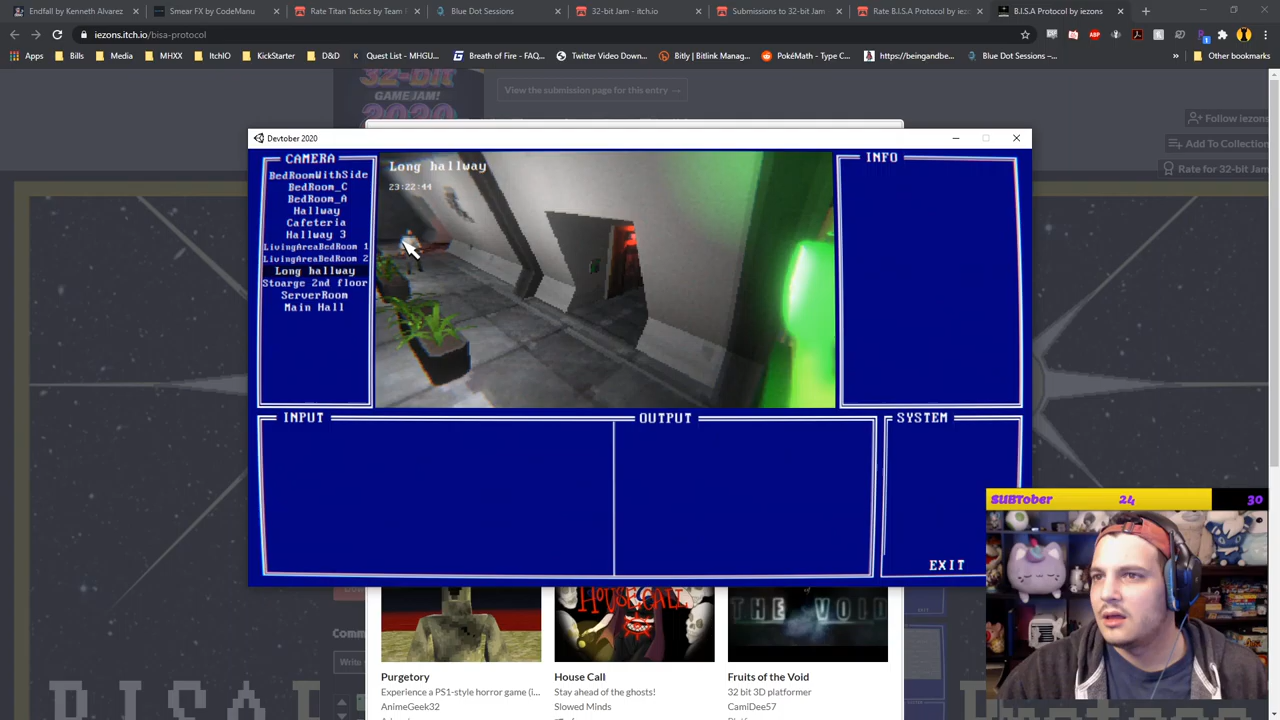 Endfall by Kenneth Alvarez
Smear FX by CodeManu
Rate Titan Tactics by Team
Blue Dot Sessions
32-bit Jam - itch.io
Submissions to 32-bit Jam
Rate B.I.S.A Protocol by iezons
B.I.S.A Protocol by iezons
iezons.itch.io/bisa-protocol
Apps
Bills
Media
MHXX
ItchIO
KickStarter
D&D
Quest List - MHGU...
Breath of Fire - FAQ...
Twitter Video Down...
Bitly | Bitlink Manag...
PokéMath - Type C...
https://beingandbe...
Blue Dot Sessions —...
Other bookmarks
32-BIT
GAME JAM!
2020
View the submission page for this entry →
Follow iezons
Add To Collection
Rate for 32-bit Jam
Devtober 2020
CAMERA
BedRoomWithSide
BedRoom_C
BedRoom_A
Hallway
Cafeteria
Hallway 3
LivingAreaBedRoom 1
LivingAreaBedRoom 2
Long hallway
Stoarge 2nd floor
ServerRoom
Main Hall
Long hallway
23:22:44
INFO
INPUT
OUTPUT
SYSTEM
EXIT
SUBTober 24 30
HOUSE CALL
THE VOID
Purgetory
Experience a PS1-style horror game (i...
AnimeGeek32
House Call
Stay ahead of the ghosts!
Slowed Minds
Fruits of the Void
32 bit 3D platformer
CamiDee57
Comm
Write